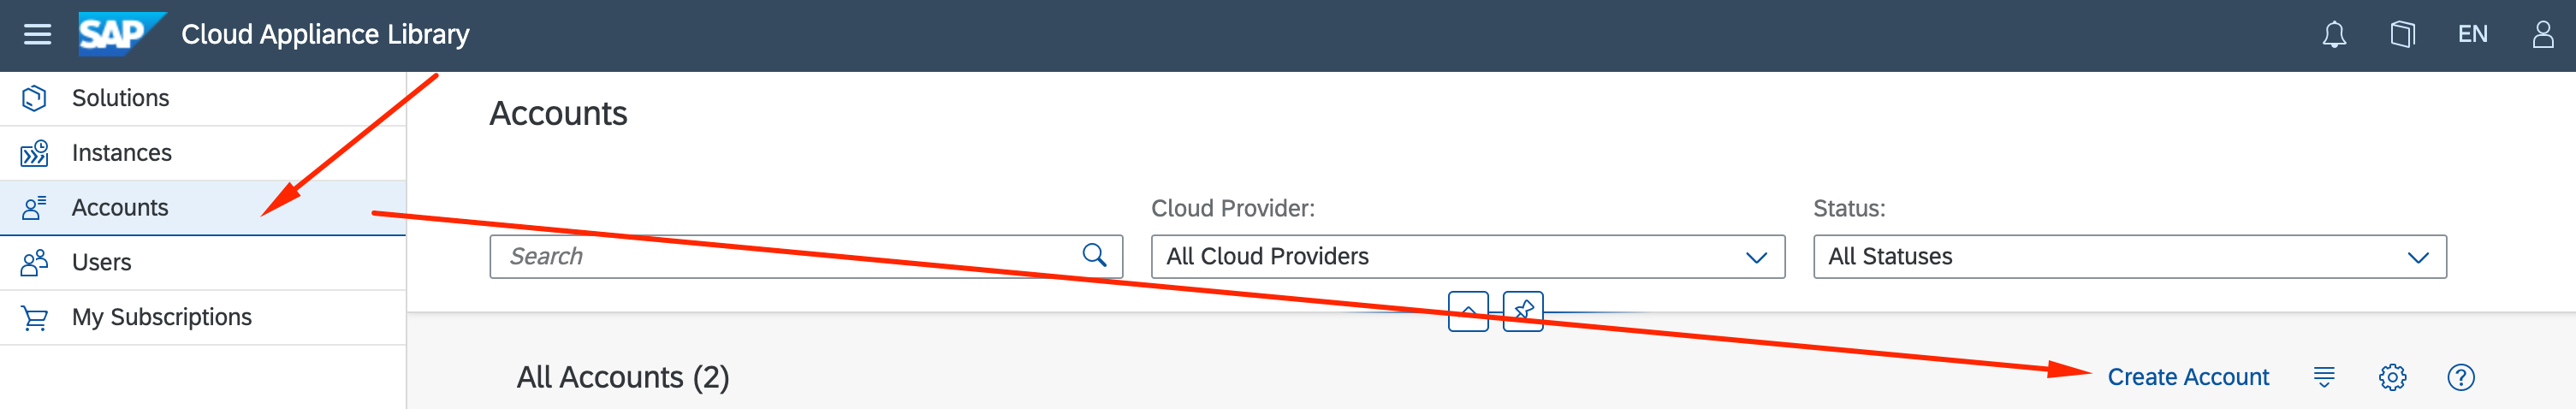 SAP Cloud Appliance Library EN
Solutions
Instances
Accounts
Users
My Subscriptions
Accounts
Cloud Provider: Status:
Search All Cloud Providers All Statuses
All Accounts (2) Create Account